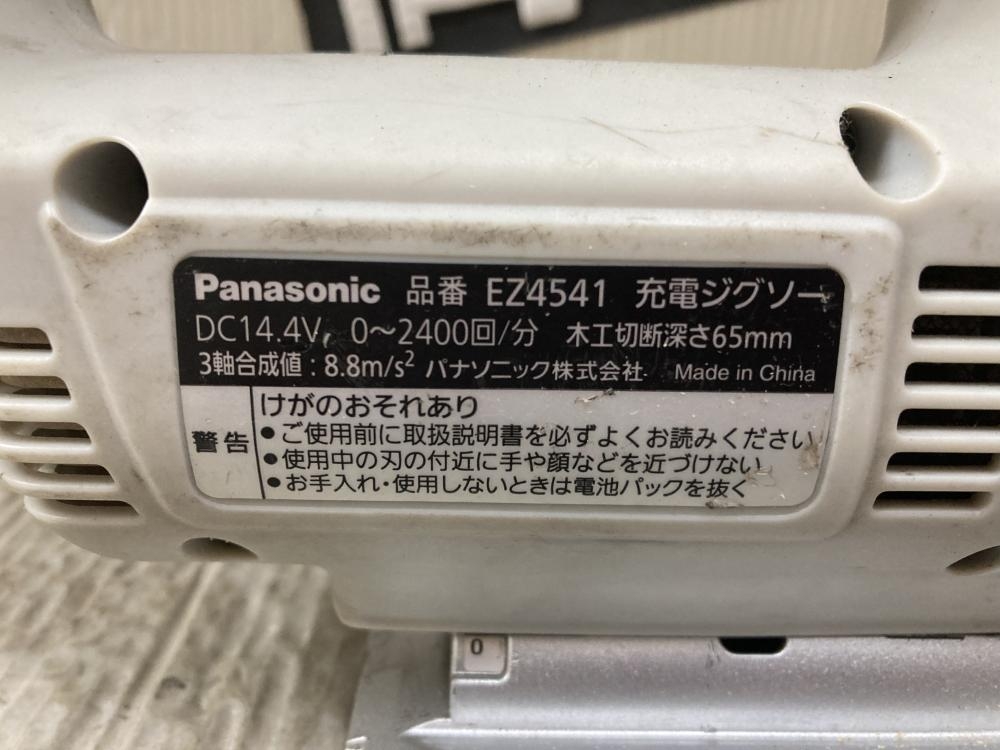 Panasonic 品番 EZ4541 充電ジグソー
DC14.4V, 0〜2400回/分 木工切断深さ65mm
3軸合成値：8.8m/s² パナソニック株式会社 Made in China
警告
けがのおそれあり
●ご使用前に取扱説明書を必ずよくお読みください
●使用中の刃の付近に手や顔などを近づけない
●お手入れ・使用しないときは電池パックを抜く
0